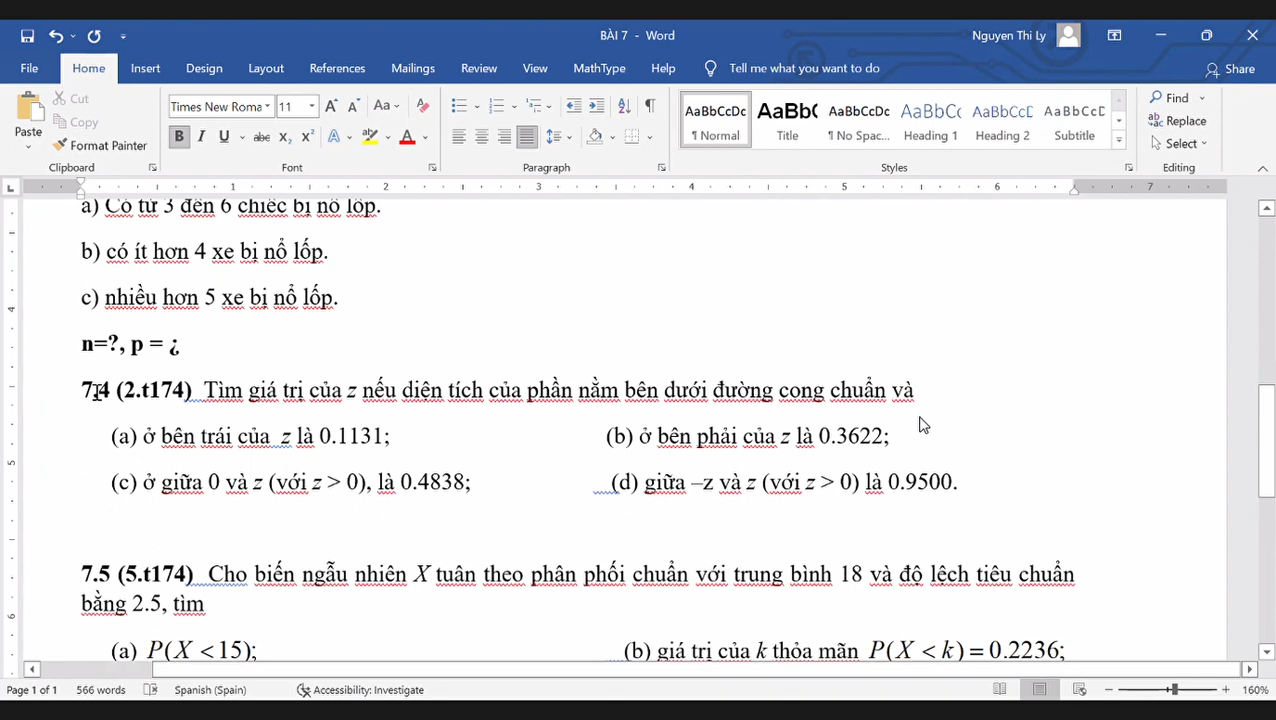 BÀI 7 - Word
Nguyen Thi Ly
File Home Insert Design Layout References Mailings Review View MathType Help Tell me what you want to do Share
Paste
Cut
Copy
Format Painter
Clipboard
Times New Roma 11
Font
Paragraph
AaBbCcDc AaBbC AaBbCcDc AaBbCc AaBbCcD AaBbCcD
¶ Normal Title ¶ No Spac... Heading 1 Heading 2 Subtitle
Styles
Find
Replace
Select
Editing
1 2 3 4 5 6 7
a) Có từ 3 đến 6 chiếc bị nổ lốp.
b) có ít hơn 4 xe bị nổ lốp.
c) nhiều hơn 5 xe bị nổ lốp.
n=?, p = ¿
7.4 (2.t174) Tìm giá trị của z nếu diện tích của phần nằm bên dưới đường cong chuẩn và
(a) ở bên trái của z là 0.1131; (b) ở bên phải của z là 0.3622;
(c) ở giữa 0 và z (với z > 0), là 0.4838; (d) giữa –z và z (với z > 0) là 0.9500.
7.5 (5.t174) Cho biến ngẫu nhiên X tuân theo phân phối chuẩn với trung bình 18 và độ lệch tiêu chuẩn
bằng 2.5, tìm
(a) P(X < 15); (b) giá trị của k thỏa mãn P(X < k) = 0.2236;
Page 1 of 1 566 words Spanish (Spain) Accessibility: Investigate 160%